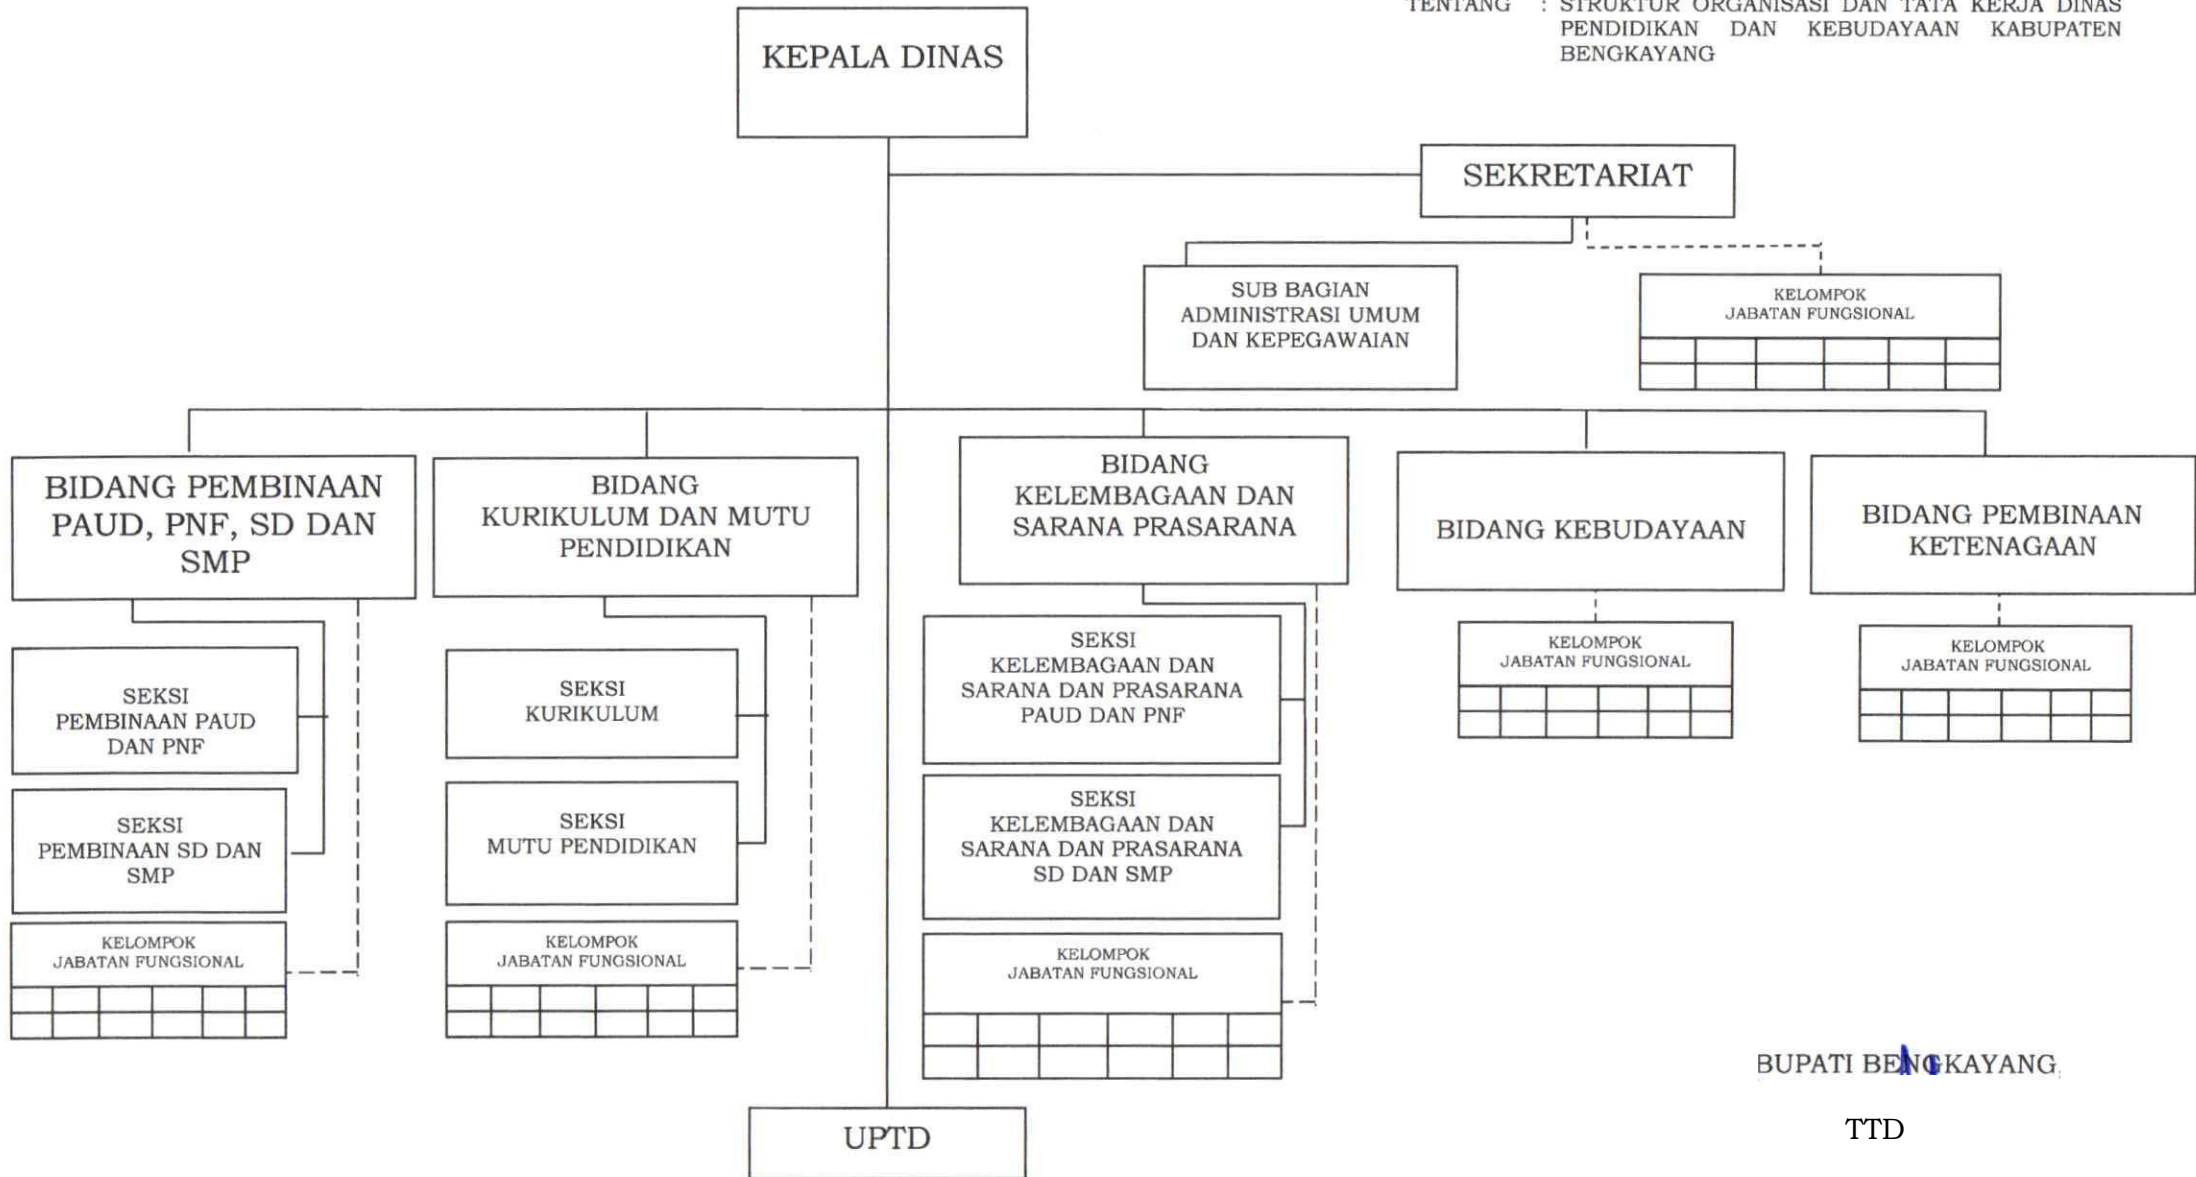 TENTANG : STRUKTUR ORGANISASI DAN TATA KERJA DINAS
PENDIDIKAN DAN KEBUDAYAAN KABUPATEN
BENGKAYANG
KEPALA DINAS
SEKRETARIAT
SUB BAGIAN
ADMINISTRASI UMUM
DAN KEPEGAWAIAN
KELOMPOK
JABATAN FUNGSIONAL
BIDANG PEMBINAAN
PAUD, PNF, SD DAN
SMP
BIDANG
KURIKULUM DAN MUTU
PENDIDIKAN
BIDANG
KELEMBAGAAN DAN
SARANA PRASARANA
BIDANG KEBUDAYAAN
BIDANG PEMBINAAN
KETENAGAAN
SEKSI
PEMBINAAN PAUD
DAN PNF
SEKSI
PEMBINAAN SD DAN
SMP
KELOMPOK
JABATAN FUNGSIONAL
SEKSI
KURIKULUM
SEKSI
MUTU PENDIDIKAN
KELOMPOK
JABATAN FUNGSIONAL
SEKSI
KELEMBAGAAN DAN
SARANA DAN PRASARANA
PAUD DAN PNF
SEKSI
KELEMBAGAAN DAN
SARANA DAN PRASARANA
SD DAN SMP
KELOMPOK
JABATAN FUNGSIONAL
KELOMPOK
JABATAN FUNGSIONAL
KELOMPOK
JABATAN FUNGSIONAL
UPTD
BUPATI BENGKAYANG,
TTD